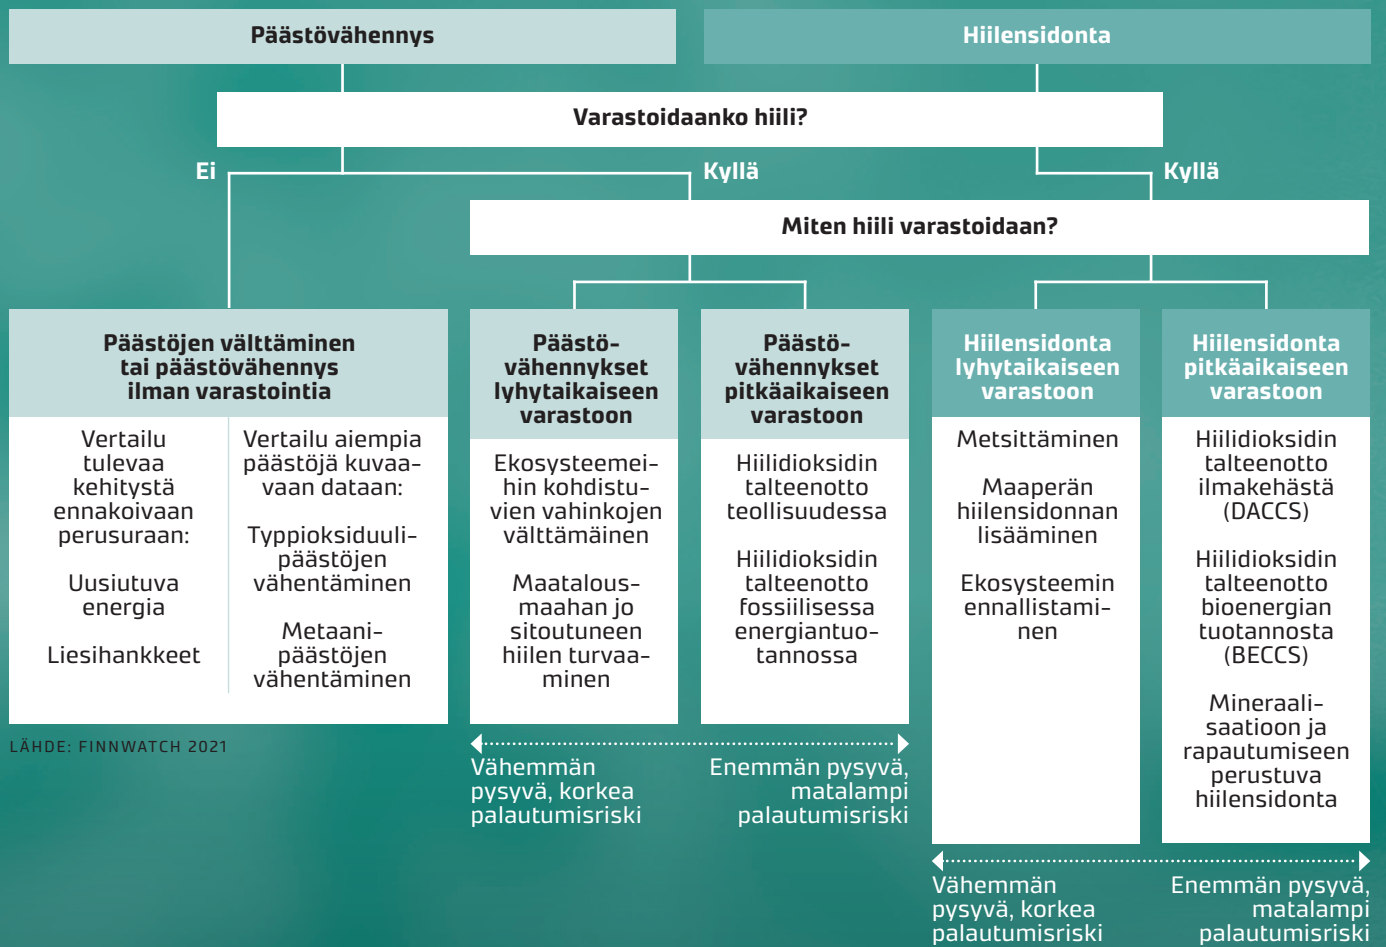 Päästövähennys
Hiilensidonta
Varastoidaanko hiili?
Ei
Kyllä
Kyllä
Miten hiili varastoidaan?
Päästöjen välttäminen
tai päästövähennys
ilman varastointia
Vertailu
tulevaa
kehitystä
ennakoivaan
perusuraan:
Uusiutuva
energia
Liesihankkeet
Vertailu aiempia
päästöjä kuvaa-
vaan dataan:
Typpioksiduuli-
päästöjen
vähentäminen
Metaani-
päästöjen
vähentäminen
Päästö-
vähennykset
lyhytaikaiseen
varastoon
Ekosysteemei-
hin kohdistu-
vien vahinkojen
välttämäinen
Maatalous-
maahan jo
sitoutuneen
hiilen turvaa-
minen
Päästö-
vähennykset
pitkäaikaiseen
varastoon
Hiilidioksidin
talteenotto
teollisuudessa
Hiilidioksidin
talteenotto
fossiilisessa
energiantuo-
tannossa
Hiilensidonta
lyhytaikaiseen
varastoon
Metsittäminen
Maaperän
hiilensidonnan
lisääminen
Ekosysteemin
ennallistami-
nen
Hiilensidonta
pitkäaikaiseen
varastoon
Hiilidioksidin
talteenotto
ilmakehästä
(DACCS)
Hiilidioksidin
talteenotto
bioenergian
tuotannosta
(BECCS)
Mineraali-
saatioon ja
rapautumiseen
perustuva
hiilensidonta
LÄHDE: FINNWATCH 2021
Vähemmän
pysyvä, korkea
palautumisriski
Enemmän pysyvä,
matalampi
palautumisriski
Vähemmän
pysyvä, korkea
palautumisriski
Enemmän pysyvä,
matalampi
palautumisriski